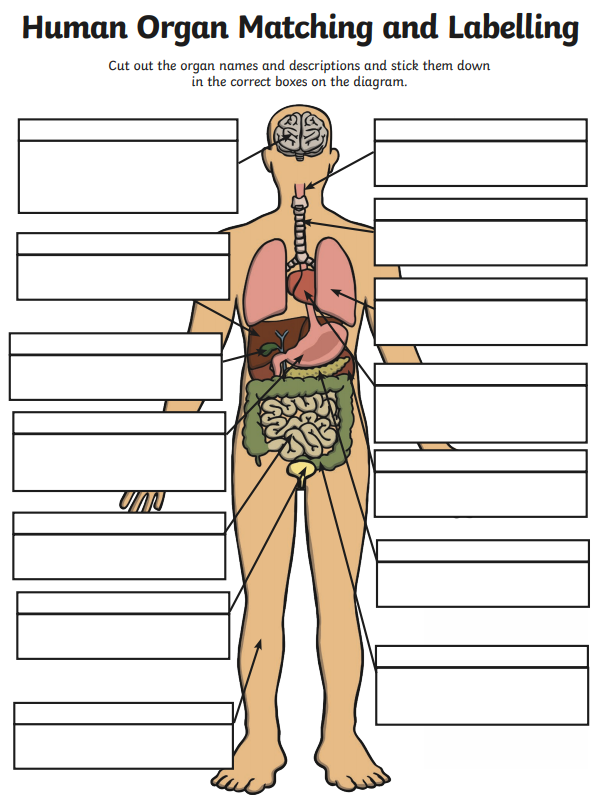 Human Organ Matching and Labelling
Cut out the organ names and descriptions and stick them down
in the correct boxes on the diagram.